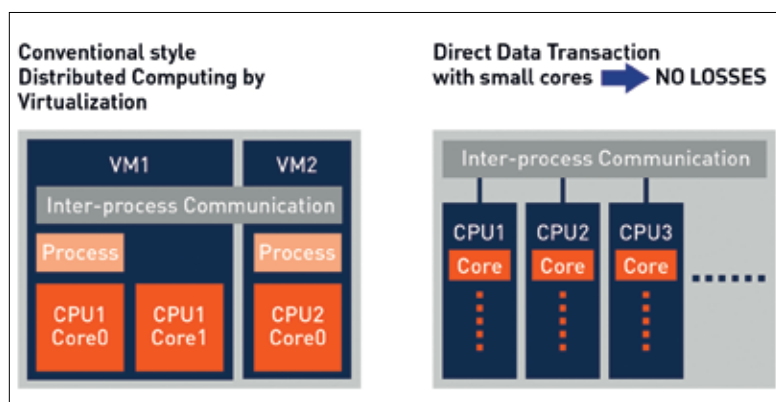 Conventional style
Distributed Computing by
Virtualization
VM1
VM2
Inter-process Communication
Process
Process
CPU1
Core0
CPU1
Core1
CPU2
Core0
Direct Data Transaction
with small cores NO LOSSES
Inter-process Communication
CPU1
CPU2
CPU3
Core
Core
Core